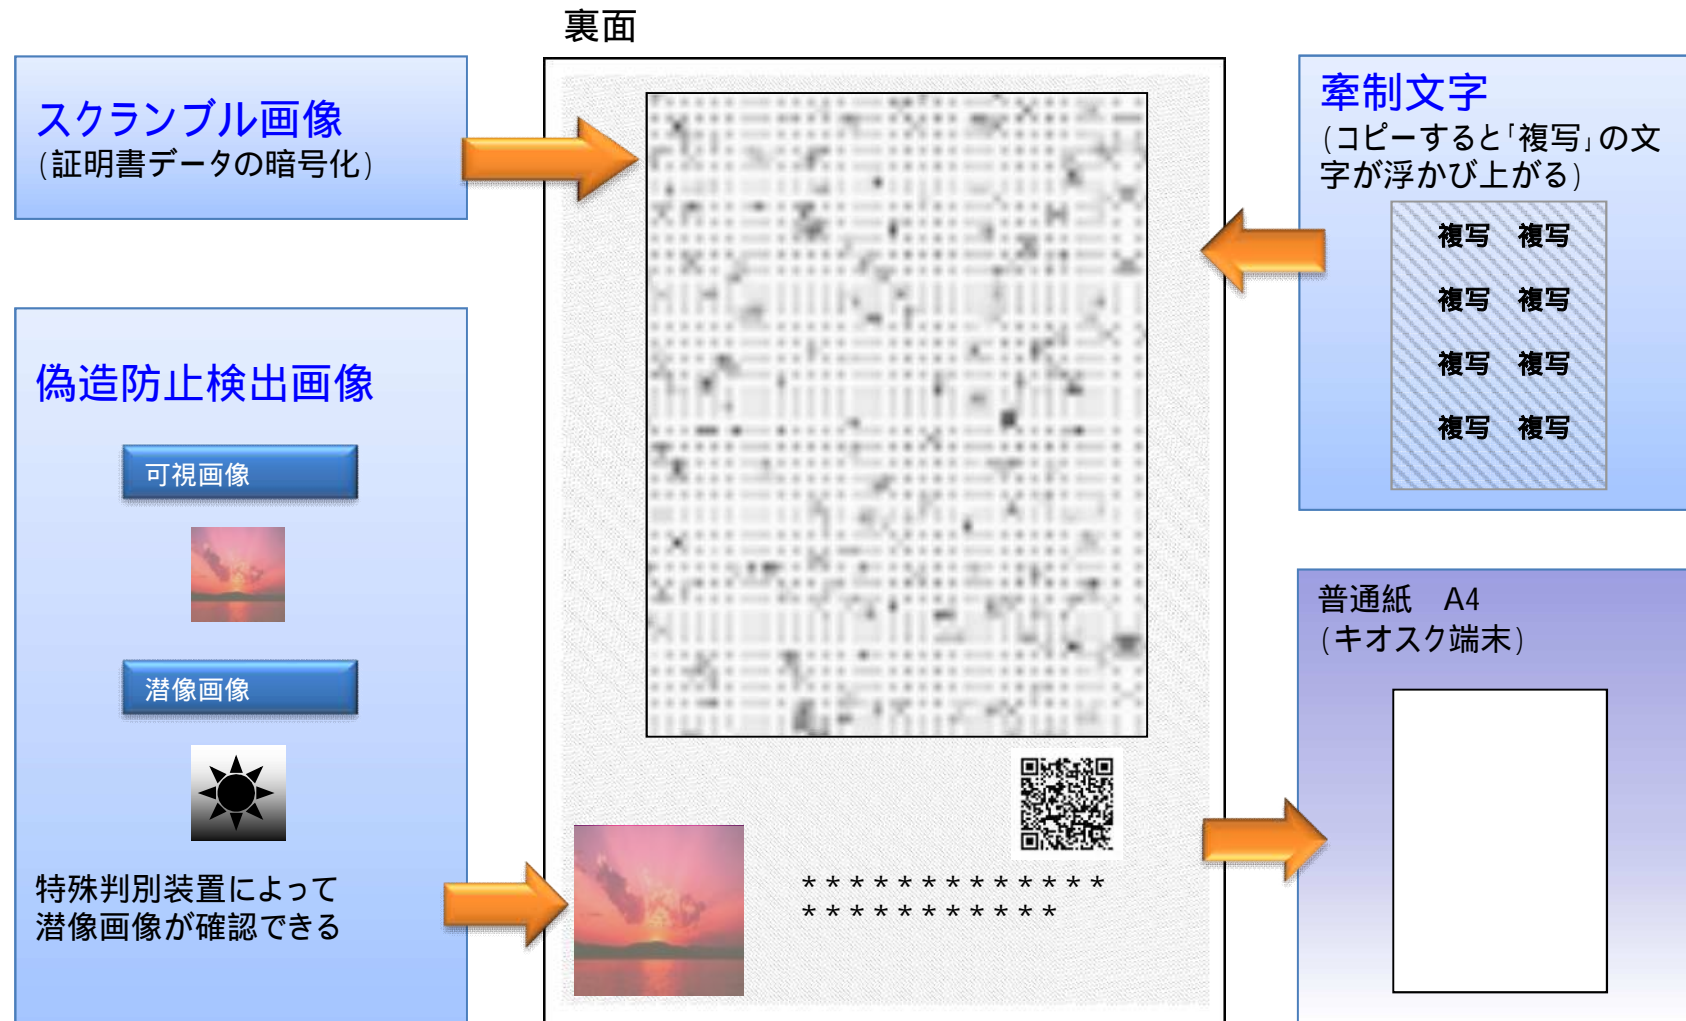 裏面
スクランブル画像
(証明書データの暗号化)
偽造防止検出画像
可視画像
潜像画像
特殊判別装置によって
潜像画像が確認できる
*************
***********
牽制文字
(コピーすると「複写」の文
字が浮かび上がる)
複写 複写
複写 複写
複写 複写
複写 複写
普通紙 A4
(キオスク端末)